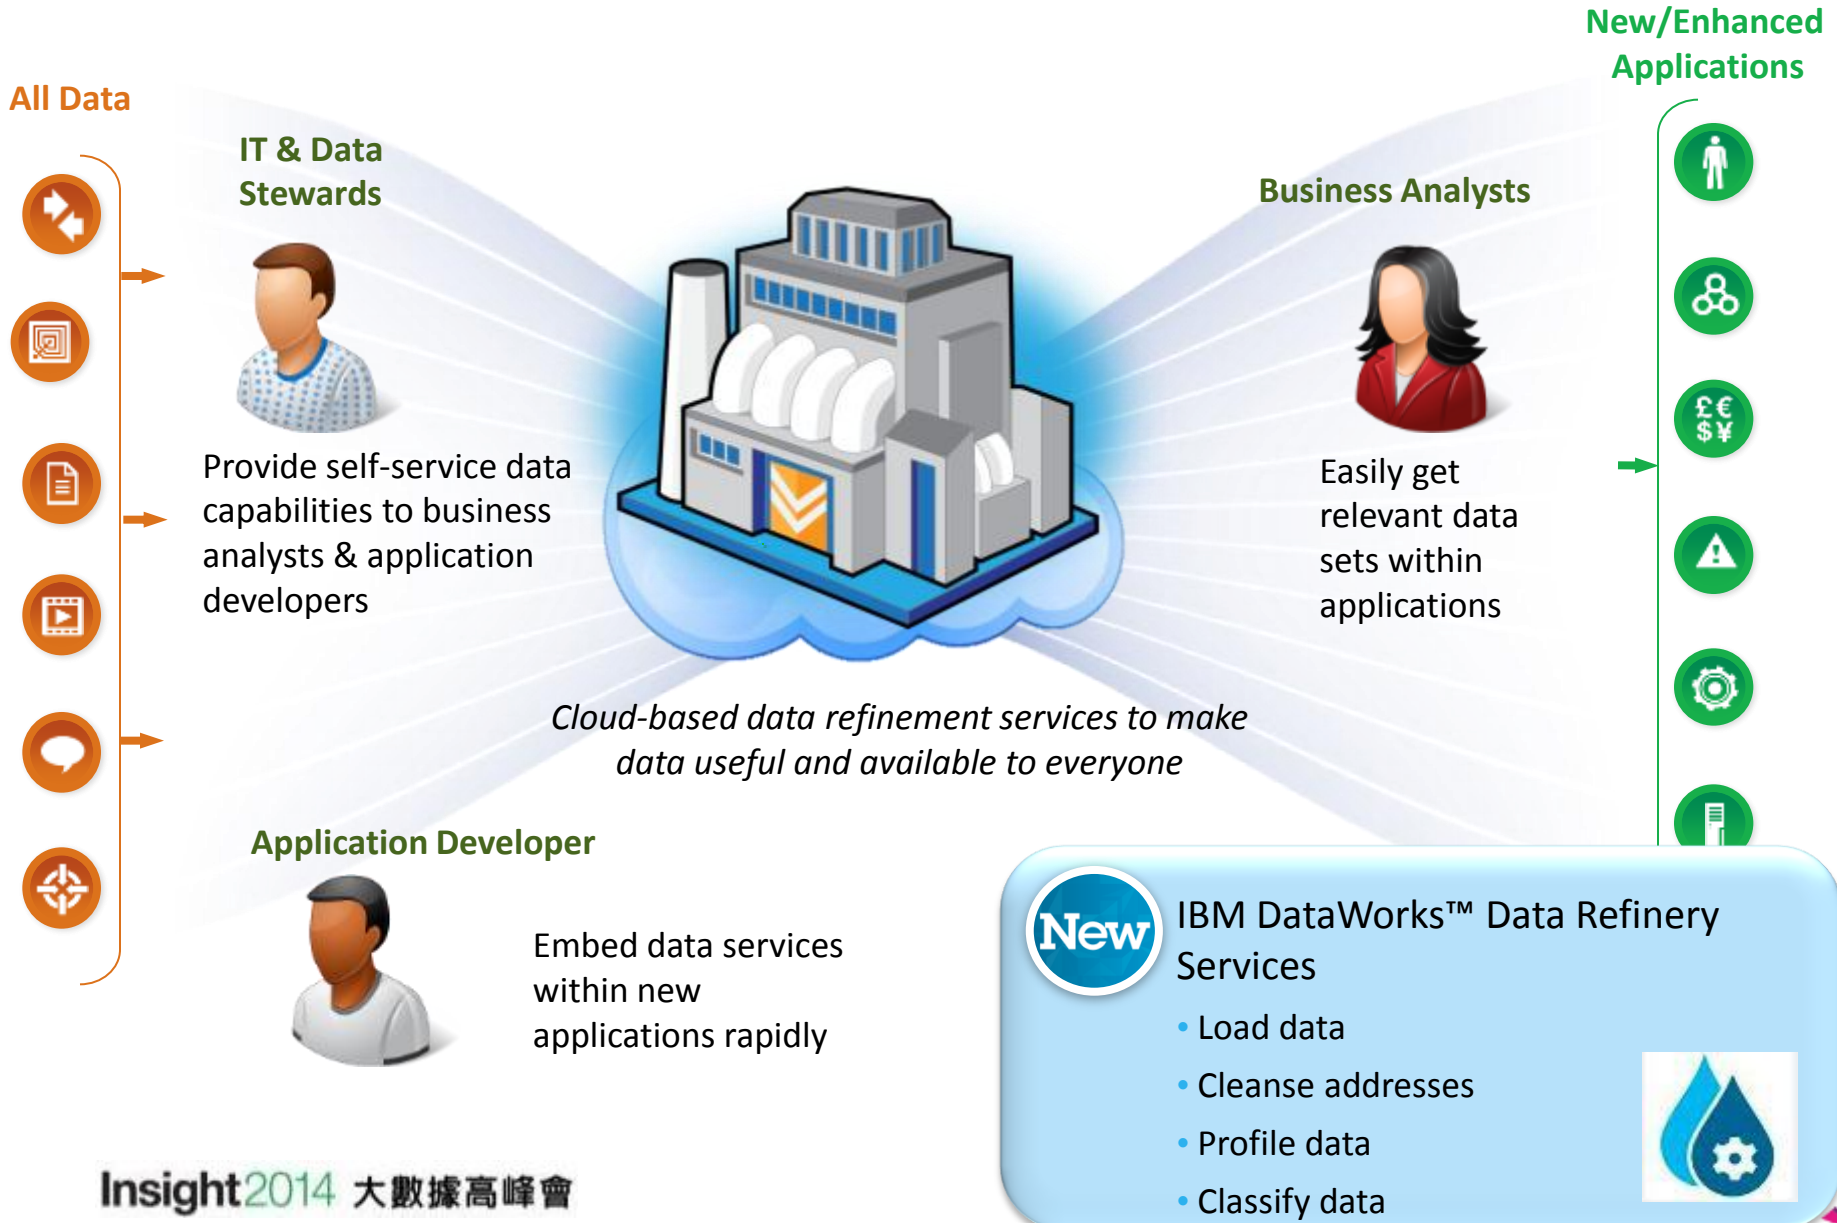 New/Enhanced
Applications
All Data
IT & Data
Stewards
Business Analysts
£€
$¥
Provide self-service data
capabilities to business
analysts & application
developers
Easily get
relevant data
sets within
applications
Cloud-based data refinement services to make
data useful and available to everyone
Application Developer
Embed data services
within new
applications rapidly
New
IBM DataWorks™ Data Refinery
Services
• Load data
• Cleanse addresses
• Profile data
• Classify data
Insight2014 大數據高峰會